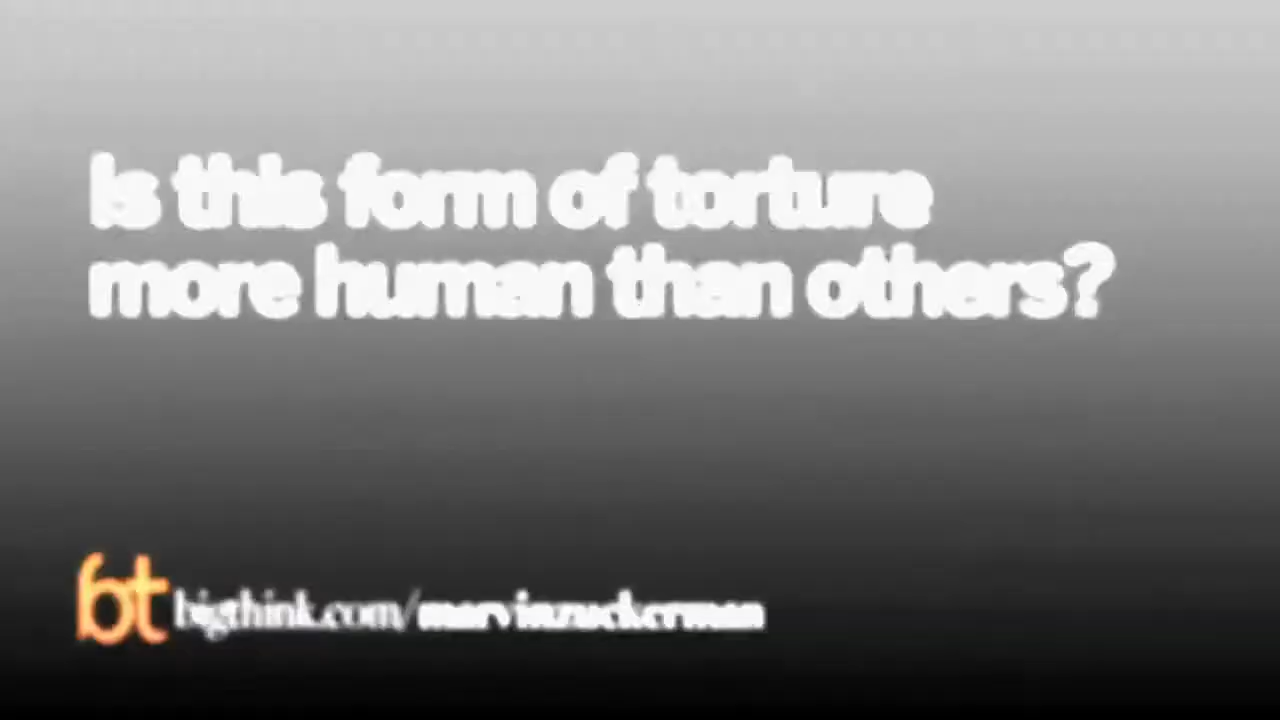 Is this form of torture
more human than others?
bt bigthink.com/marvinzuckerman